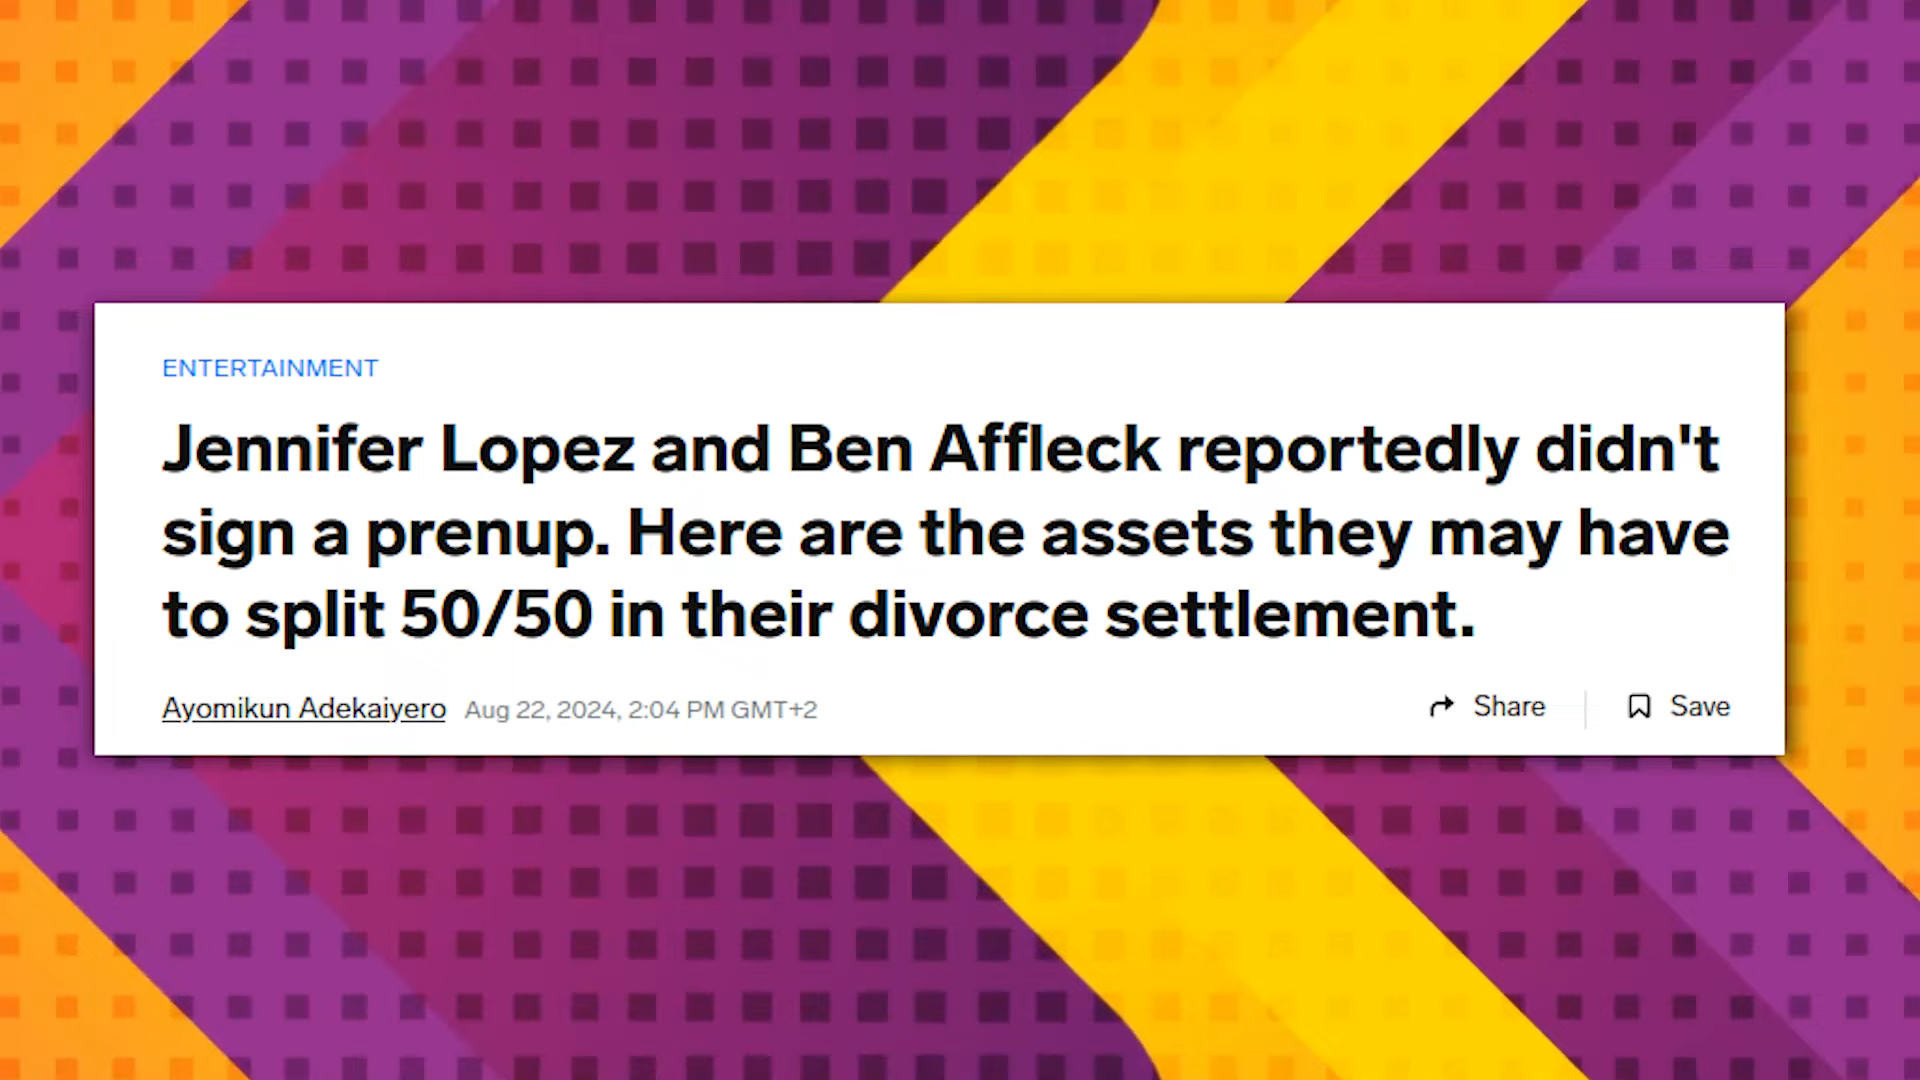 ENTERTAINMENT
Jennifer Lopez and Ben Affleck reportedly didn't
sign a prenup. Here are the assets they may have
to split 50/50 in their divorce settlement.
Ayomikun Adekaiyero Aug 22, 2024, 2:04 PM GMT+2 Share Save